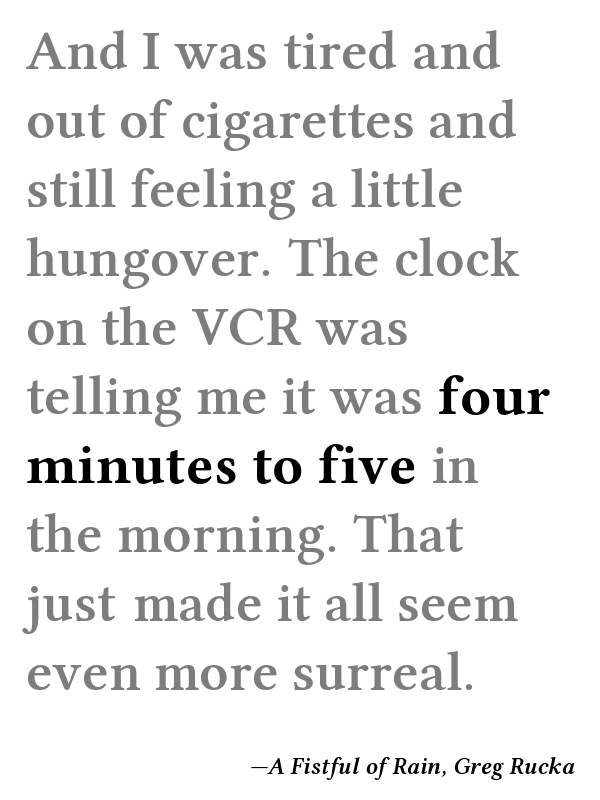 And I was tired and
out of cigarettes and
still feeling a little
hungover. The clock
on the VCR was
telling me it was four
minutes to five in
the morning. That
just made it all seem
even more surreal.
—A Fistful of Rain, Greg Rucka